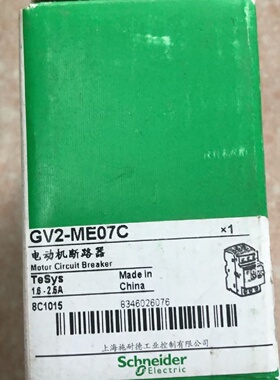 GV2-ME07C ×1
电动机断路器
Motor Circuit Breaker
TeSys Made in
1.6 - 2.5A China
8C1015 8346026076
上海施耐德工业控制有限公司
Schneider
Electric